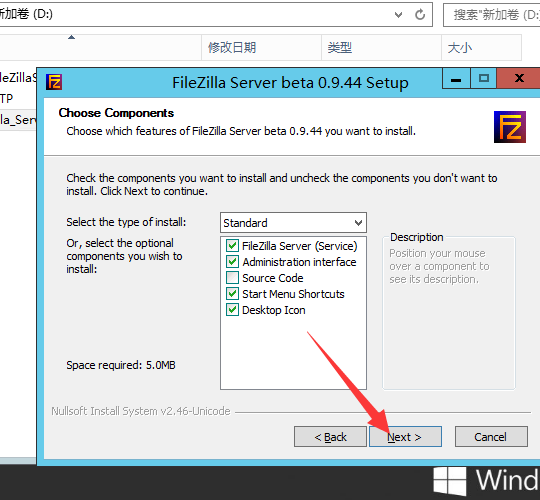 新加卷 (D:)
搜索"新加卷 (D:)
修改日期
类型
大小
leZillaS
TP
lla_Serv
FileZilla Server beta 0.9.44 Setup
Choose Components
Choose which features of FileZilla Server beta 0.9.44 you want to install.
Check the components you want to install and uncheck the components you don't want to
install. Click Next to continue.
Select the type of install:
Standard
Or, select the optional
components you wish to
install:
FileZilla Server (Service)
Administration interface
Source Code
Start Menu Shortcuts
Desktop Icon
Description
Position your mouse
over a component to
see its description.
Space required: 5.0MB
Nullsoft Install System v2.46-Unicode
< Back
Next >
Cancel
Wind